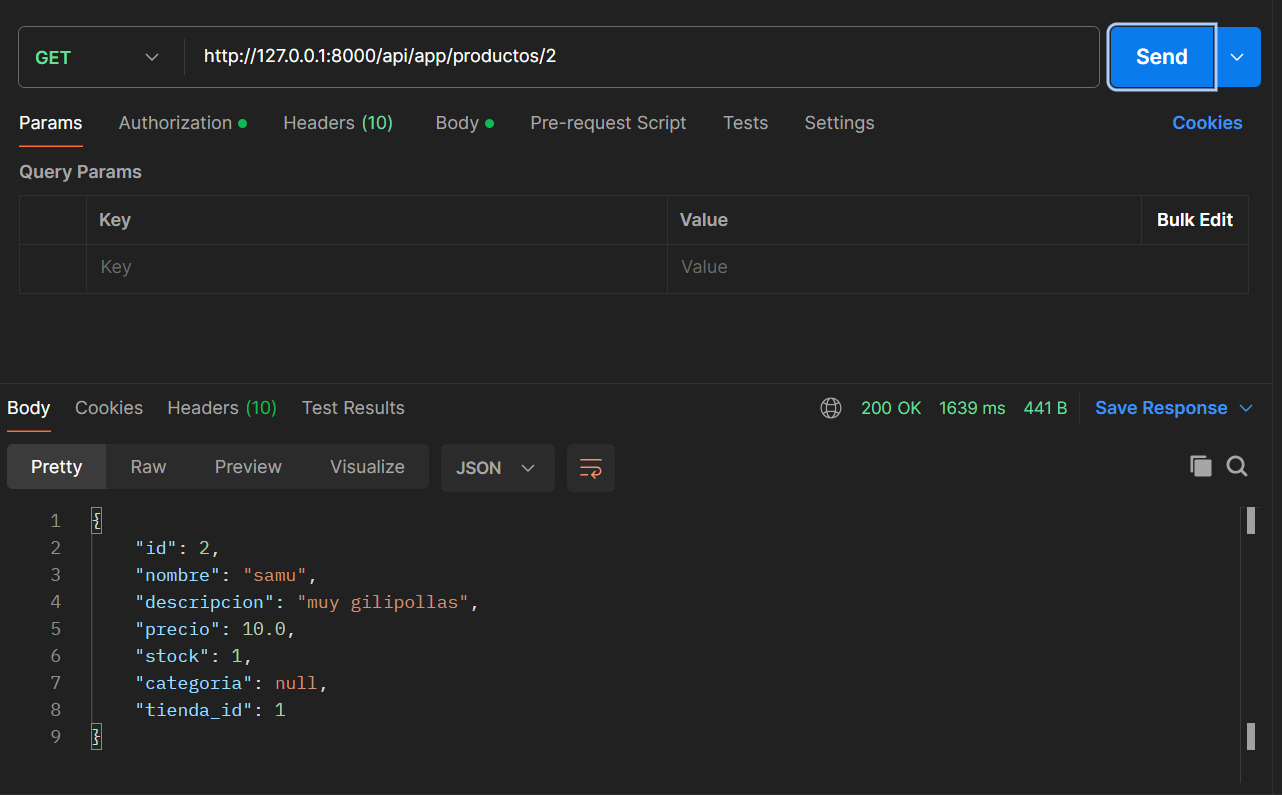 GET http://127.0.0.1:8000/api/app/productos/2 Send
Params Authorization Headers (10) Body Pre-request Script Tests Settings Cookies
Query Params
Key Value Bulk Edit
Key Value
Body Cookies Headers (10) Test Results 200 OK 1639 ms 441 B Save Response
Pretty Raw Preview Visualize JSON
1 {
2 "id": 2,
3 "nombre": "samu",
4 "descripcion": "muy gilipollas",
5 "precio": 10.0,
6 "stock": 1,
7 "categoria": null,
8 "tienda_id": 1
9 }